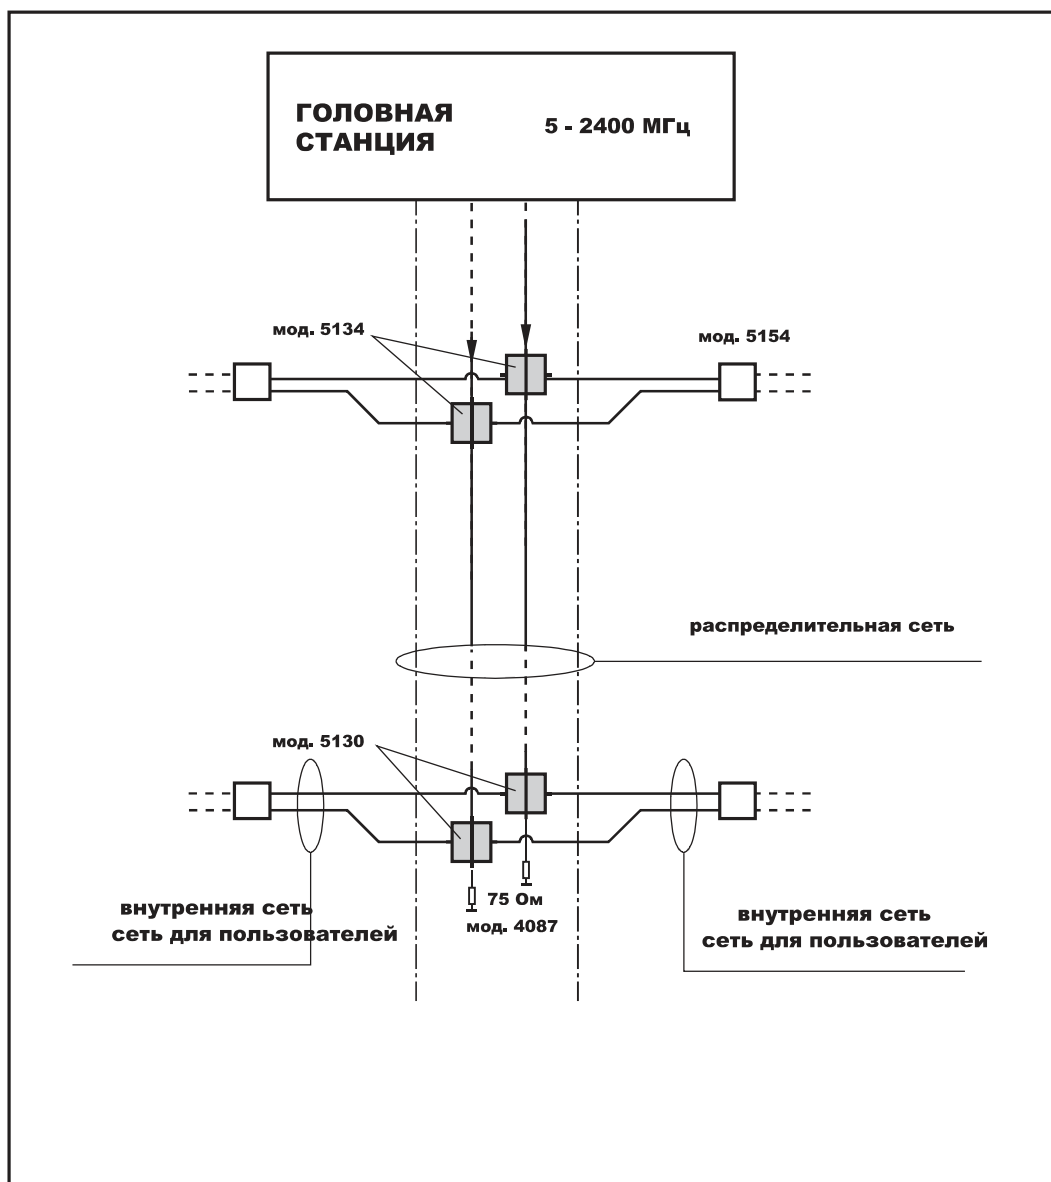 ГОЛОВНАЯ
СТАНЦИЯ
5 - 2400 МГц
мод. 5134
мод. 5154
распределительная сеть
мод. 5130
75 Ом
мод. 4087
внутренняя сеть
сеть для пользователей
внутренняя сеть
сеть для пользователей